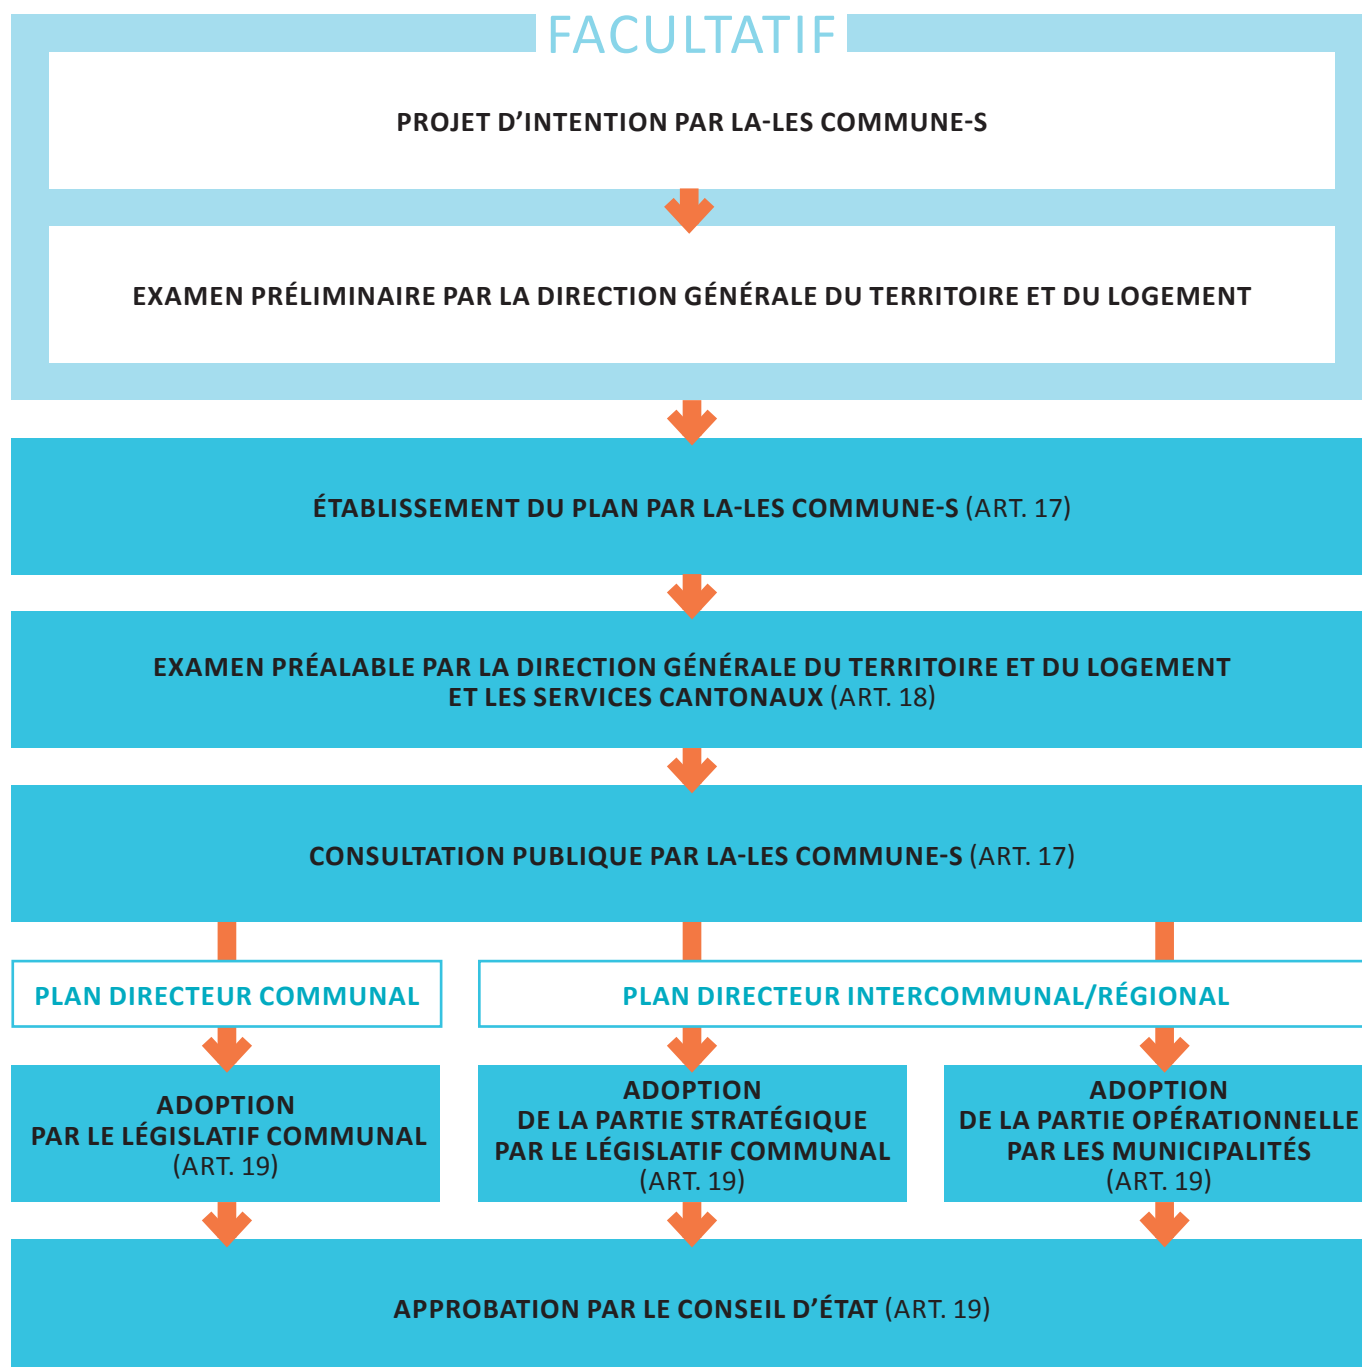 FACULTATIF
PROJET D’INTENTION PAR LA-LES COMMUNE-S
EXAMEN PRÉLIMINAIRE PAR LA DIRECTION GÉNÉRALE DU TERRITOIRE ET DU LOGEMENT
ÉTABLISSEMENT DU PLAN PAR LA-LES COMMUNE-S (ART. 17)
EXAMEN PRÉALABLE PAR LA DIRECTION GÉNÉRALE DU TERRITOIRE ET DU LOGEMENT
ET LES SERVICES CANTONAUX (ART. 18)
CONSULTATION PUBLIQUE PAR LA-LES COMMUNE-S (ART. 17)
PLAN DIRECTEUR COMMUNAL
PLAN DIRECTEUR INTERCOMMUNAL/RÉGIONAL
ADOPTION
PAR LE LÉGISLATIF COMMUNAL
(ART. 19)
ADOPTION
DE LA PARTIE STRATÉGIQUE
PAR LE LÉGISLATIF COMMUNAL
(ART. 19)
ADOPTION
DE LA PARTIE OPÉRATIONNELLE
PAR LES MUNICIPALITÉS
(ART. 19)
APPROBATION PAR LE CONSEIL D’ÉTAT (ART. 19)